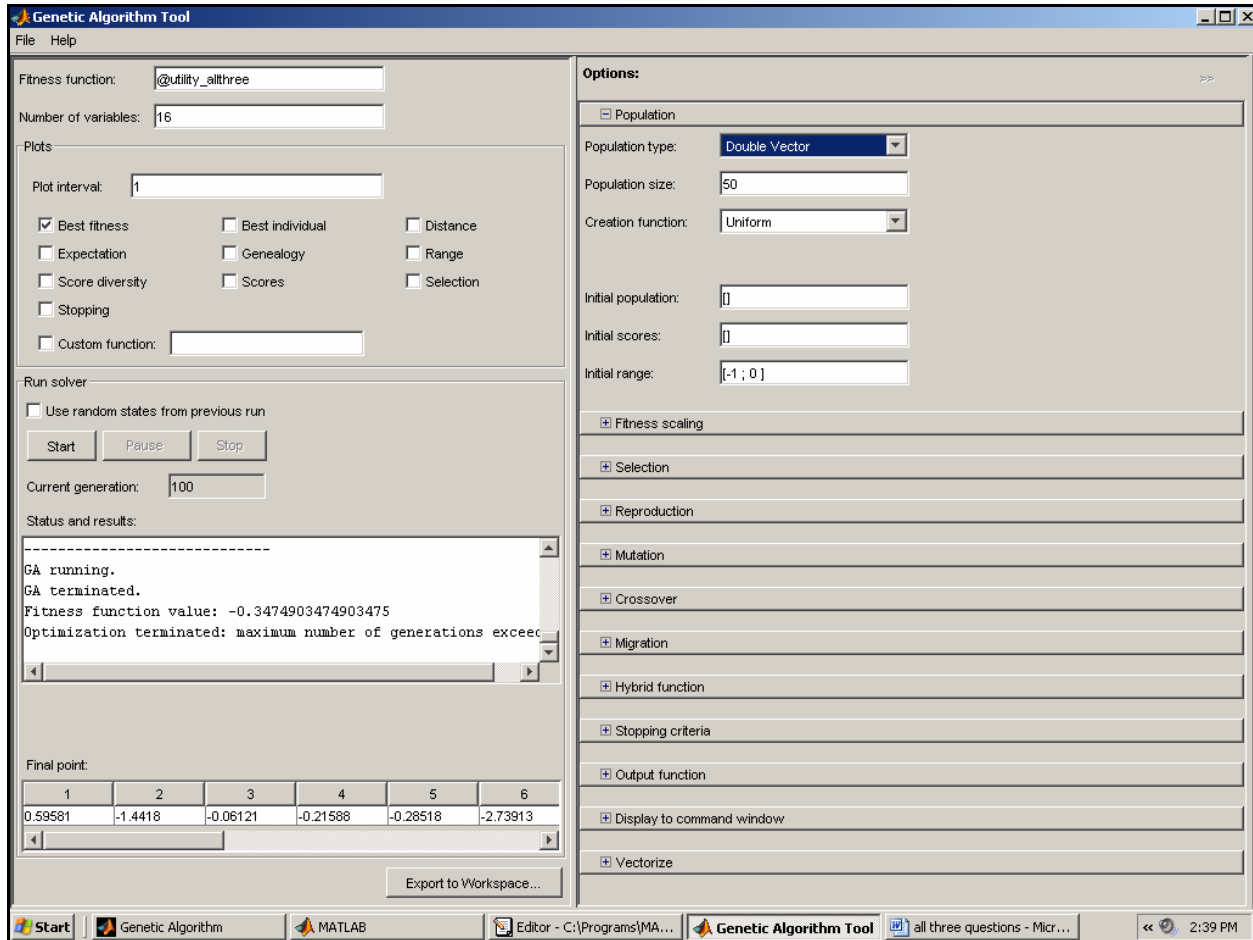 Genetic Algorithm Tool
File Help
Fitness function: @utility_allthree
Number of variables: 16
Plots
Plot interval: 1
Best fitness Best individual Distance
Expectation Genealogy Range
Score diversity Scores Selection
Stopping
Custom function:
Run solver
Use random states from previous run
Start Pause Stop
Current generation: 100
Status and results:
------------------------------
GA running.
GA terminated.
Fitness function value: -0.3474903474903475
Optimization terminated: maximum number of generations exceed
Final point:
1 2 3 4 5 6
0.59581 -1.4418 -0.06121 -0.21588 -0.28518 -2.73913
Export to Workspace...
Options: >>
Population
Population type: Double Vector
Population size: 50
Creation function: Uniform
Initial population: []
Initial scores: []
Initial range: [-1 ; 0 ]
Fitness scaling
Selection
Reproduction
Mutation
Crossover
Migration
Hybrid function
Stopping criteria
Output function
Display to command window
Vectorize
Start Genetic Algorithm MATLAB Editor - C:\Programs\MA... Genetic Algorithm Tool all three questions - Micr... « 2:39 PM